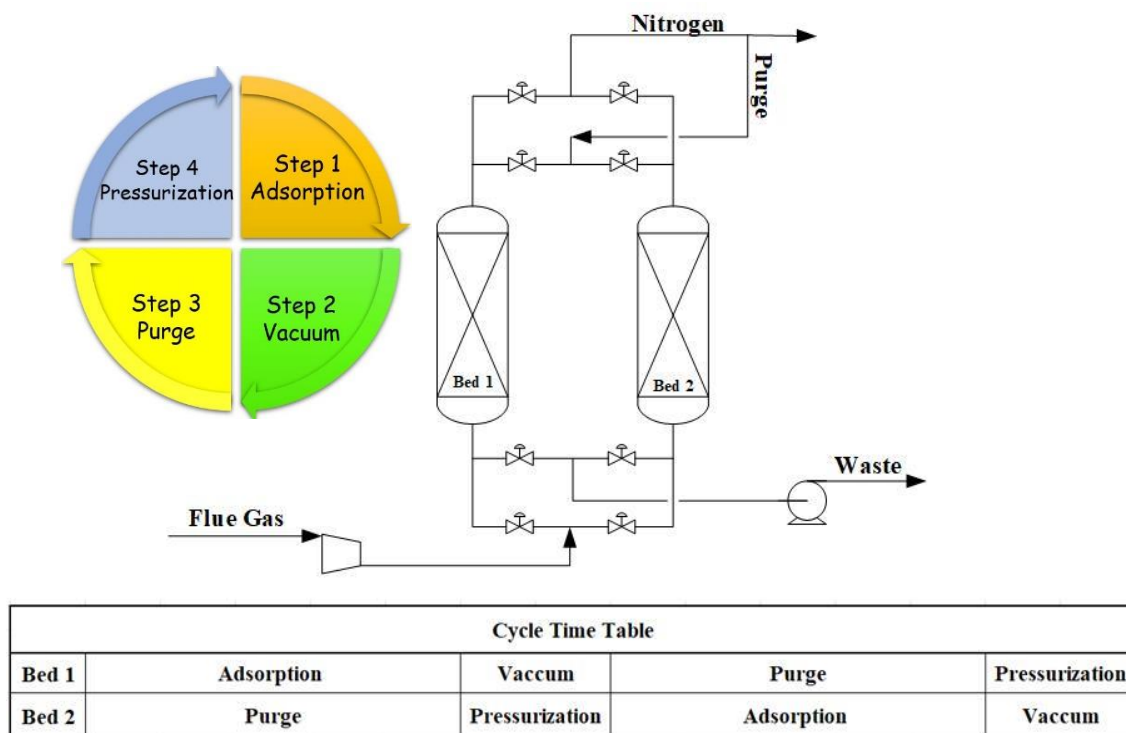 Nitrogen
Purge
Step 4
Pressurization
Step 1
Adsorption
Step 3
Purge
Step 2
Vacuum
Bed 1
Bed 2
Waste
Flue Gas
Cycle Time Table
Bed 1 Adsorption Vaccum Purge Pressurization
Bed 2 Purge Pressurization Adsorption Vaccum